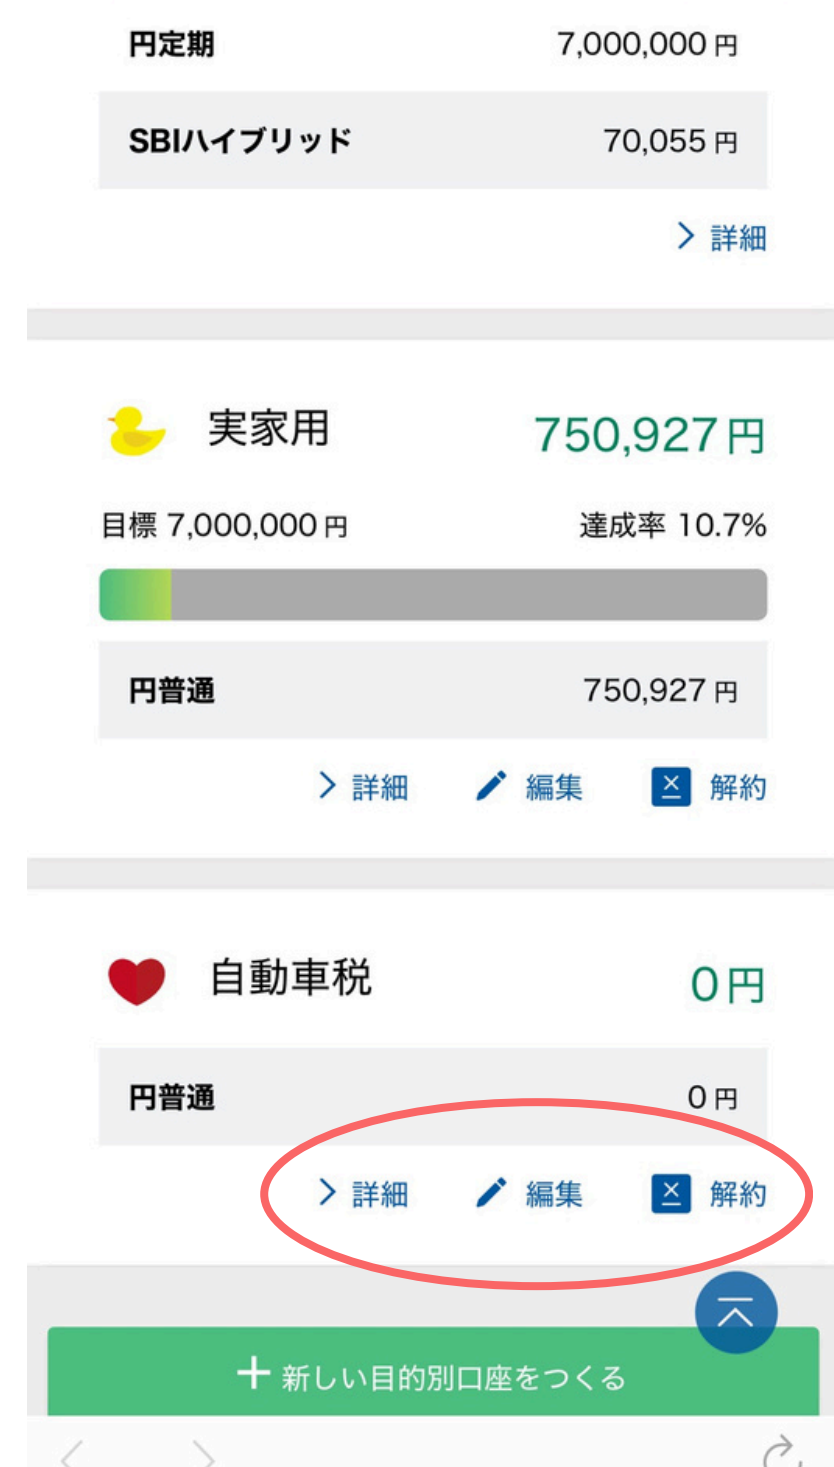 円定期 7,000,000 円
SBIハイブリッド 70,055 円
詳細
実家用 750,927 円
目標 7,000,000 円 達成率 10.7%
円普通 750,927 円
詳細 編集 解約
自動車税 0 円
円普通 0 円
詳細 編集 解約
+ 新しい目的別口座をつくる